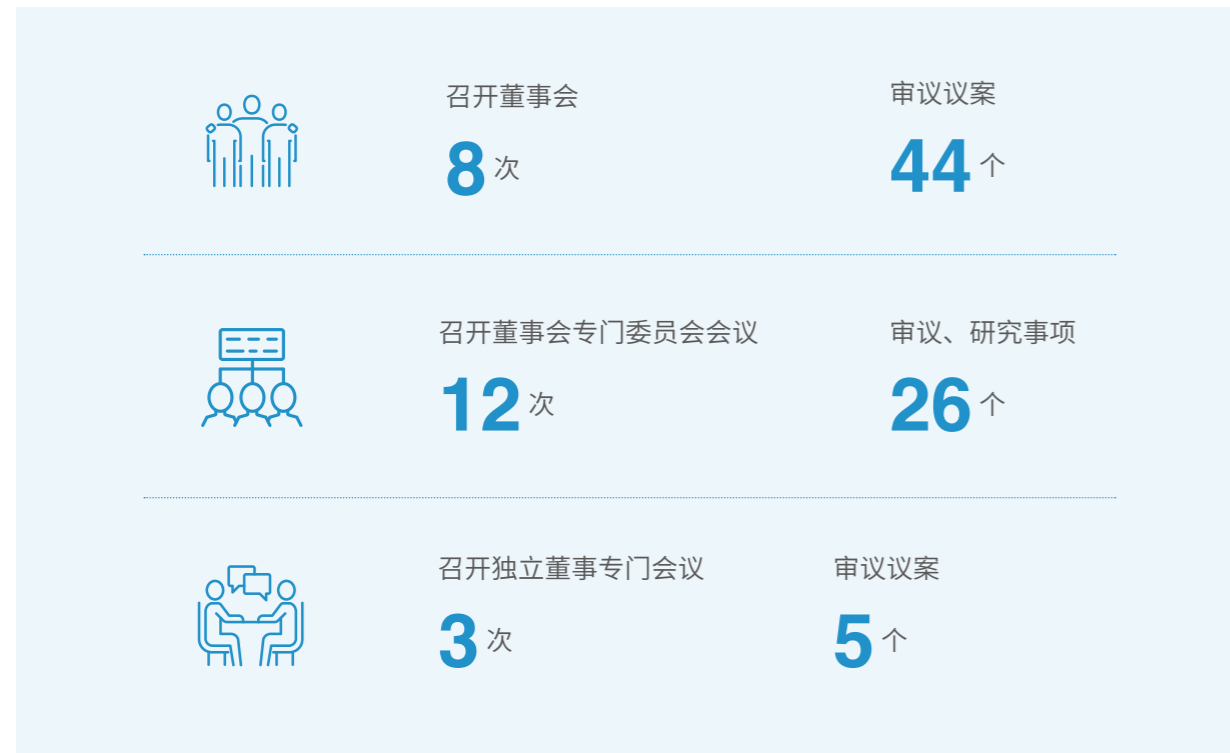 召开董事会
审议议案
8 次
44 个
召开董事会专门委员会会议
审议、研究事项
12 次
26 个
召开独立董事专门会议
审议议案
3 次
5 个